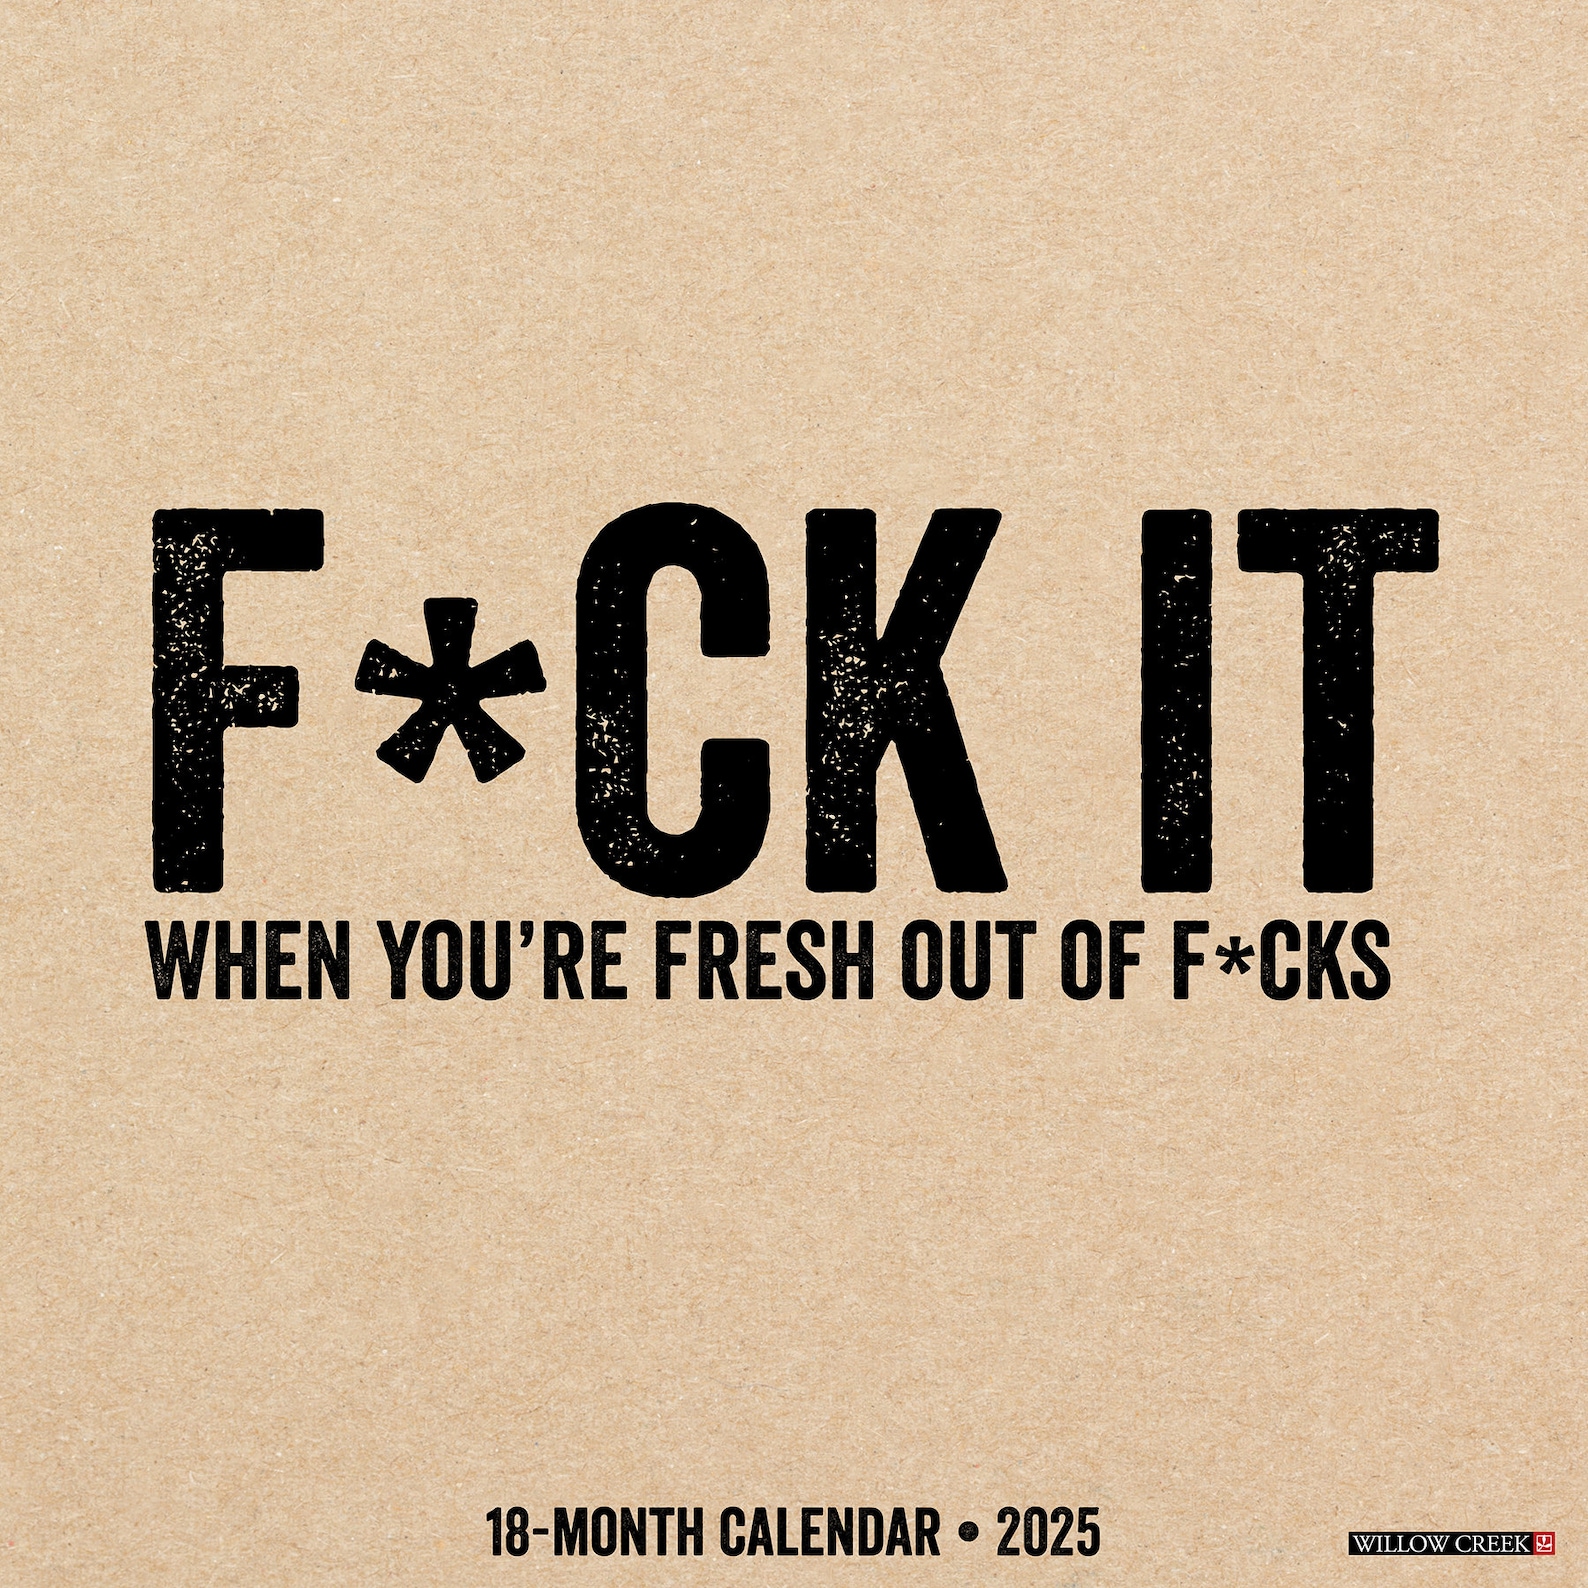 F*CK IT
WHEN YOU’RE FRESH OUT OF F*CKS
18-MONTH CALENDAR • 2025
WILLOW CREEK